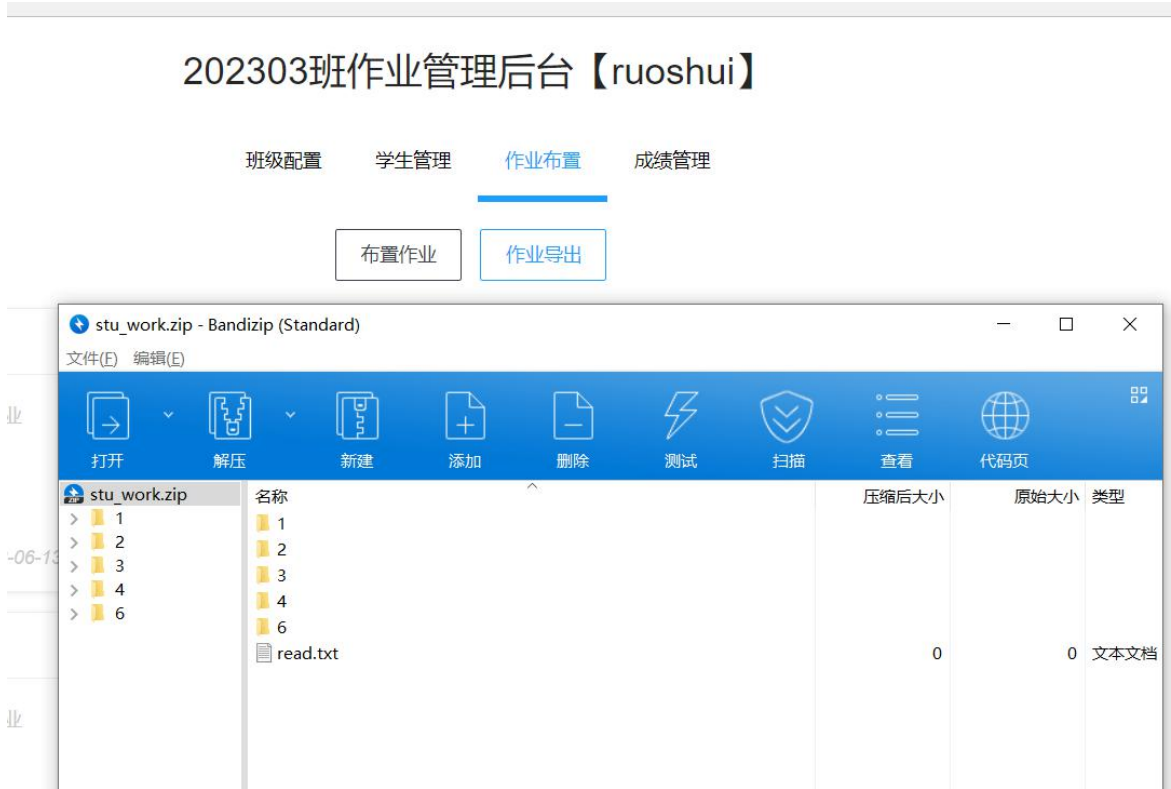 202303班作业管理后台【ruoshui】
班级配置 学生管理 作业布置 成绩管理
布置作业 作业导出
stu_work.zip - Bandizip (Standard)
文件(F) 编辑(E)
业
打开 解压 新建 添加 删除 测试 扫描 查看 代码页
stu_work.zip 名称 压缩后大小 原始大小 类型
1 1
2 2
-06-13
3 3
4 4
6 6
read.txt 0 0 文本文档
业